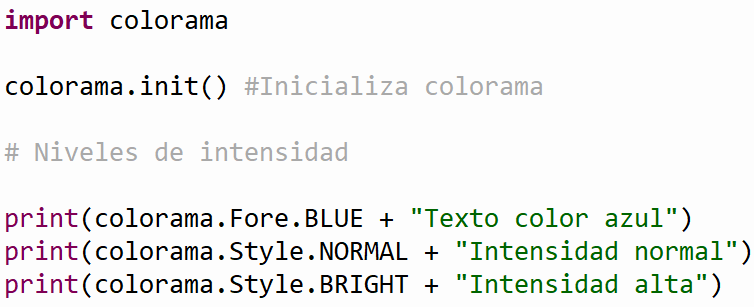 import colorama
colorama.init() #Inicializa colorama
# Niveles de intensidad
print(colorama.Fore.BLUE + "Texto color azul")
print(colorama.Style.NORMAL + "Intensidad normal")
print(colorama.Style.BRIGHT + "Intensidad alta")